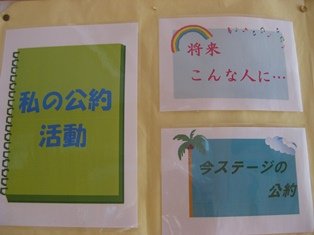 私の公約
活動
将来
こんな人に…
今ステージの
公約